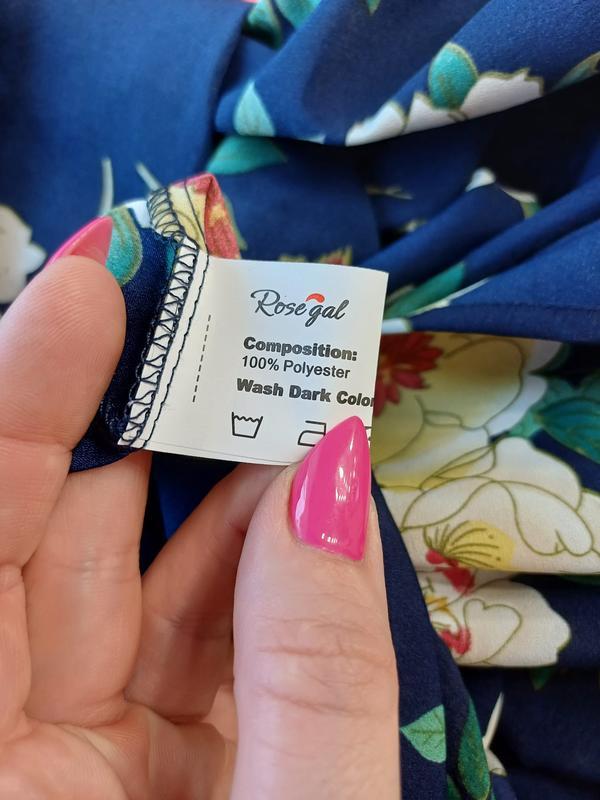 Rosegal
Composition:
100% Polyester
Wash Dark Color